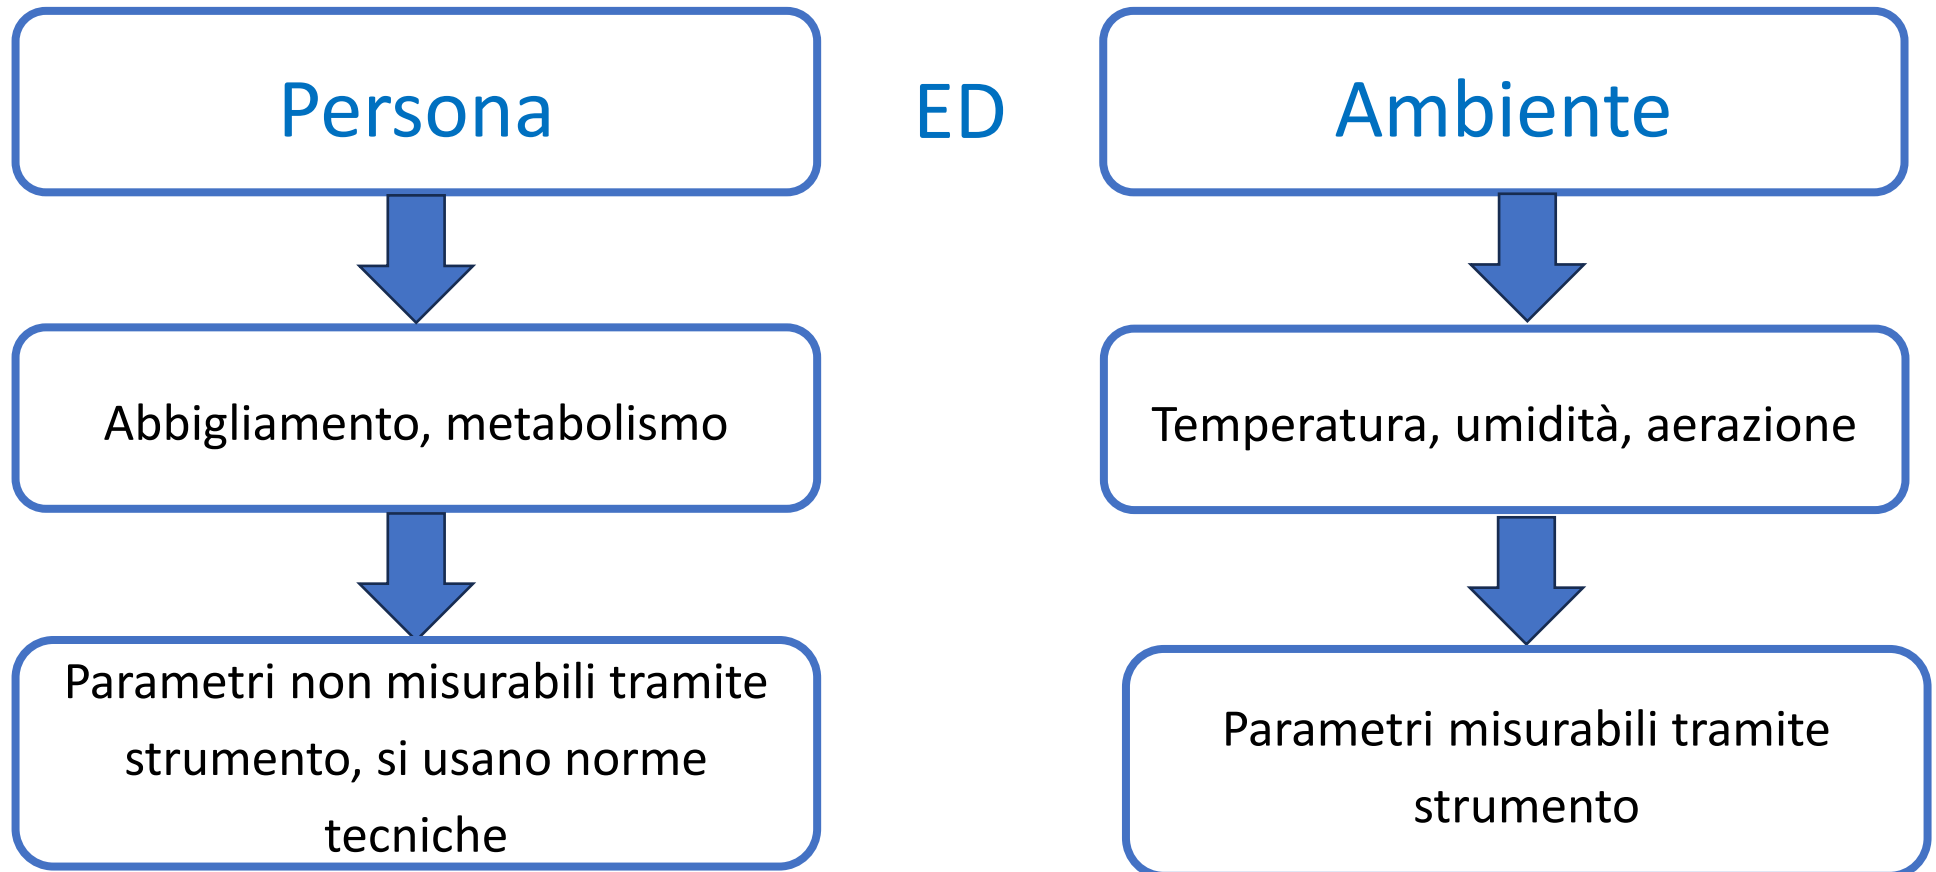 Persona
ED
Ambiente
Abbigliamento, metabolismo
Temperatura, umidità, aerazione
Parametri non misurabili tramite
strumento, si usano norme
tecniche
Parametri misurabili tramite
strumento